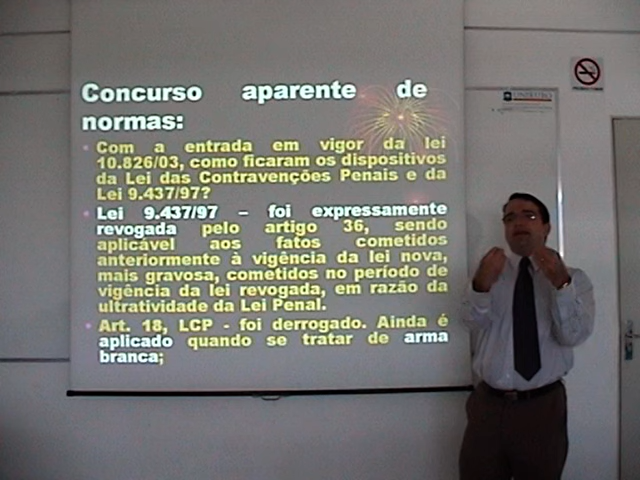 Concurso aparente de
normas:
Com a entrada em vigor da lei
10.826/03, como ficaram os dispositivos
da Lei das Contravenções Penais e da
Lei 9.437/97?
Lei 9.437/97 – foi expressamente
revogada pelo artigo 36, sendo
aplicável aos fatos cometidos
anteriormente à vigência da lei nova,
mais gravosa, cometidos no período de
vigência da lei revogada, em razão da
ultratividade da Lei Penal.
Art. 18, LCP - foi derrogado. Ainda é
aplicado quando se tratar de arma
branca;